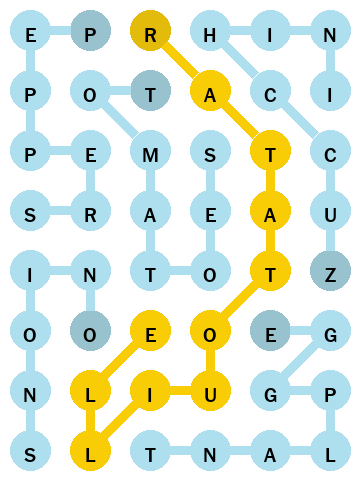 E P R H I N
P O T A C I
P E M S T C
S R A E A U
I N T O T Z
O O E O E G
N L I U G P
S L T N A L